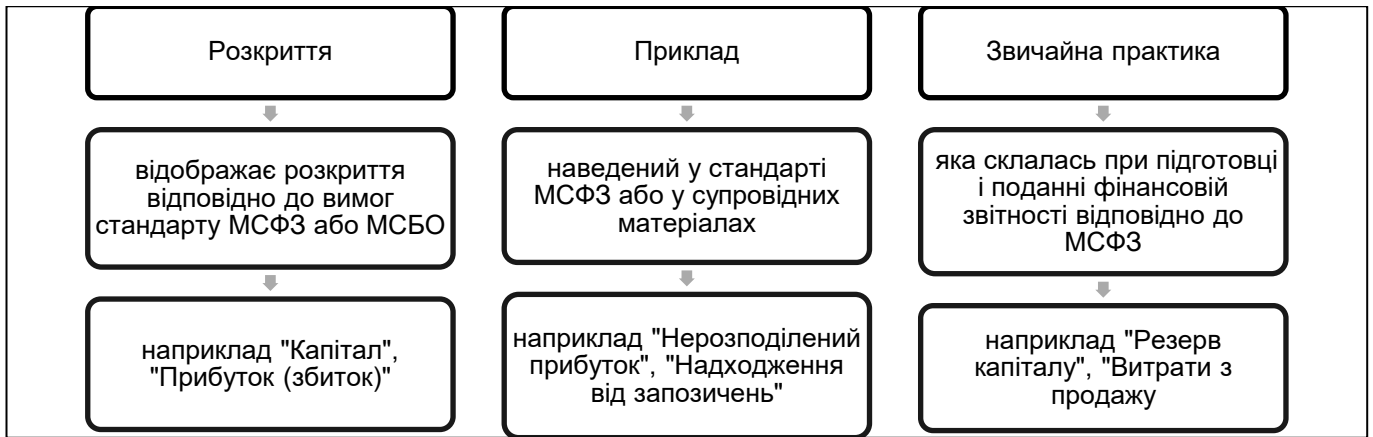 Розкриття
відображає розкриття
відповідно до вимог
стандарту МСФЗ або МСБО
наприклад "Капітал",
"Прибуток (збиток)"
Приклад
наведений у стандарті
МСФЗ або у супровідних
матеріалах
наприклад "Нерозподілений
прибуток", "Надходження
від запозичень"
Звичайна практика
яка склалась при підготовці
і поданні фінансовій
звітності відповідно до
МСФЗ
наприклад "Резерв
капіталу", "Витрати з
продажу